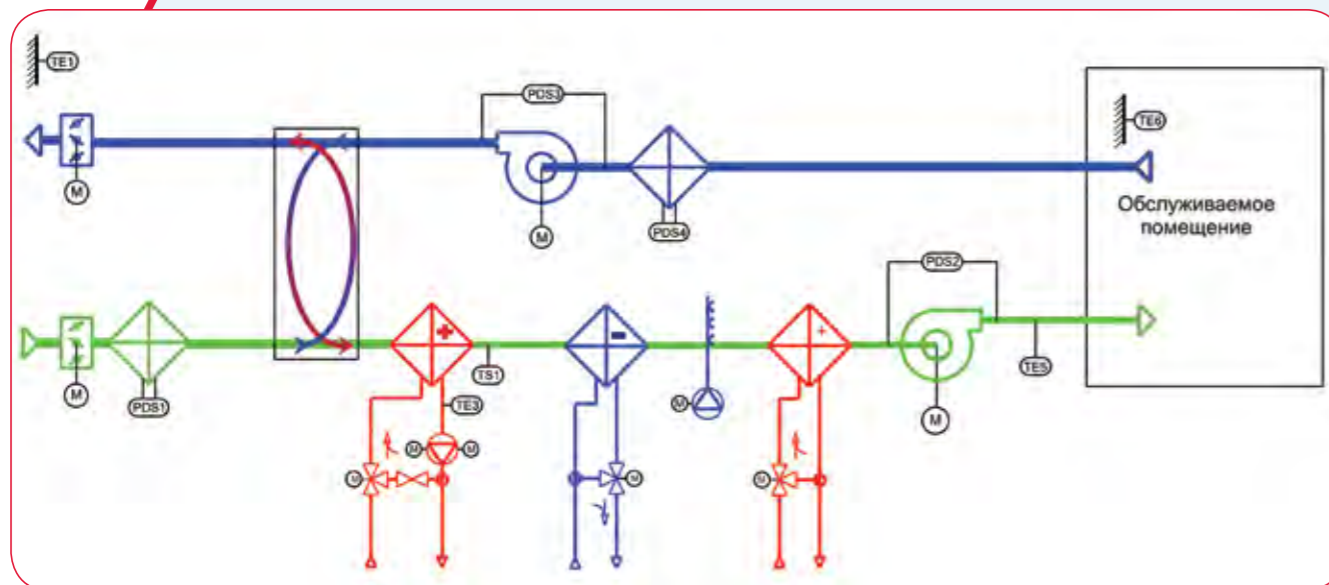 TE1
PDS3
TE6
M
M
PDS4
Обслуживаемое
помещение
PDS2
M
PDS1
+
TS1
-
+
TE5
TE3
M
M
M
M
M
M
M